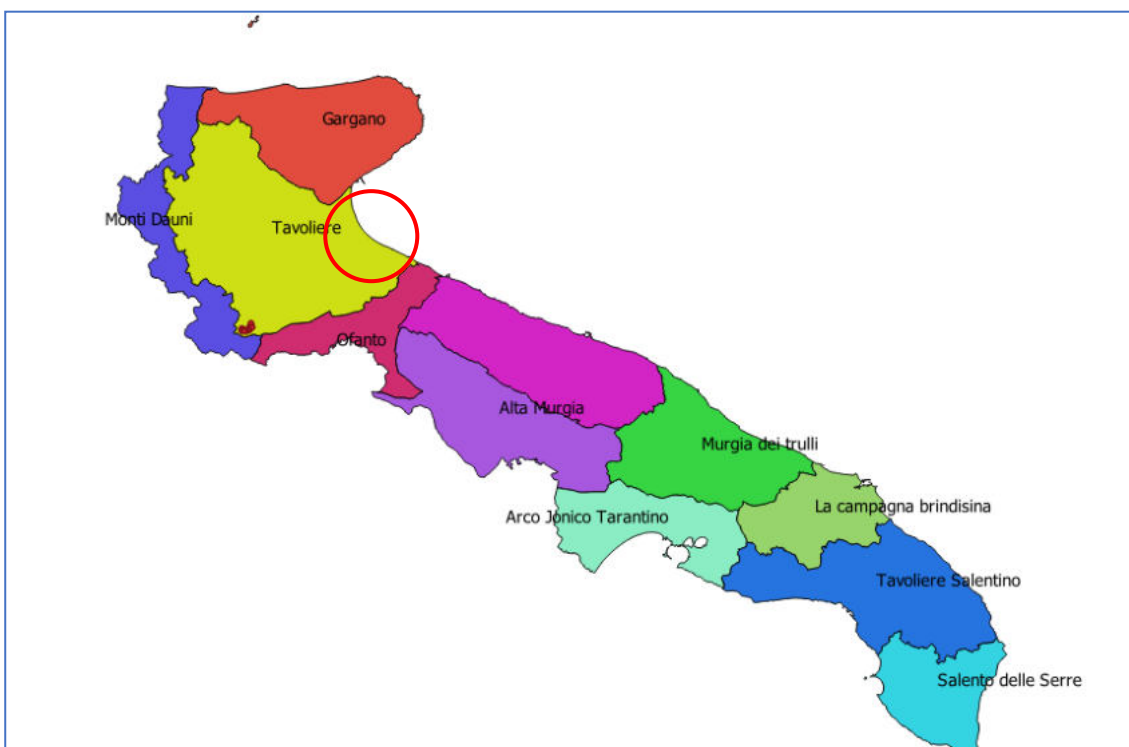 Gargano
Monti Dauni
Tavoliere
Ofanto
Alta Murgia
Murgia dei trulli
La campagna brindisina
Arco Jonico Tarantino
Tavoliere Salentino
Salento delle Serre